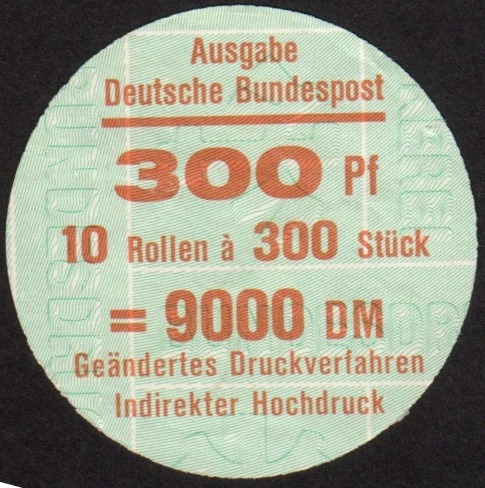 Ausgabe
Deutsche Bundespost
300 Pf
10 Rollen à 300 Stück
= 9000 DM
Geändertes Druckverfahren
Indirekter Hochdruck